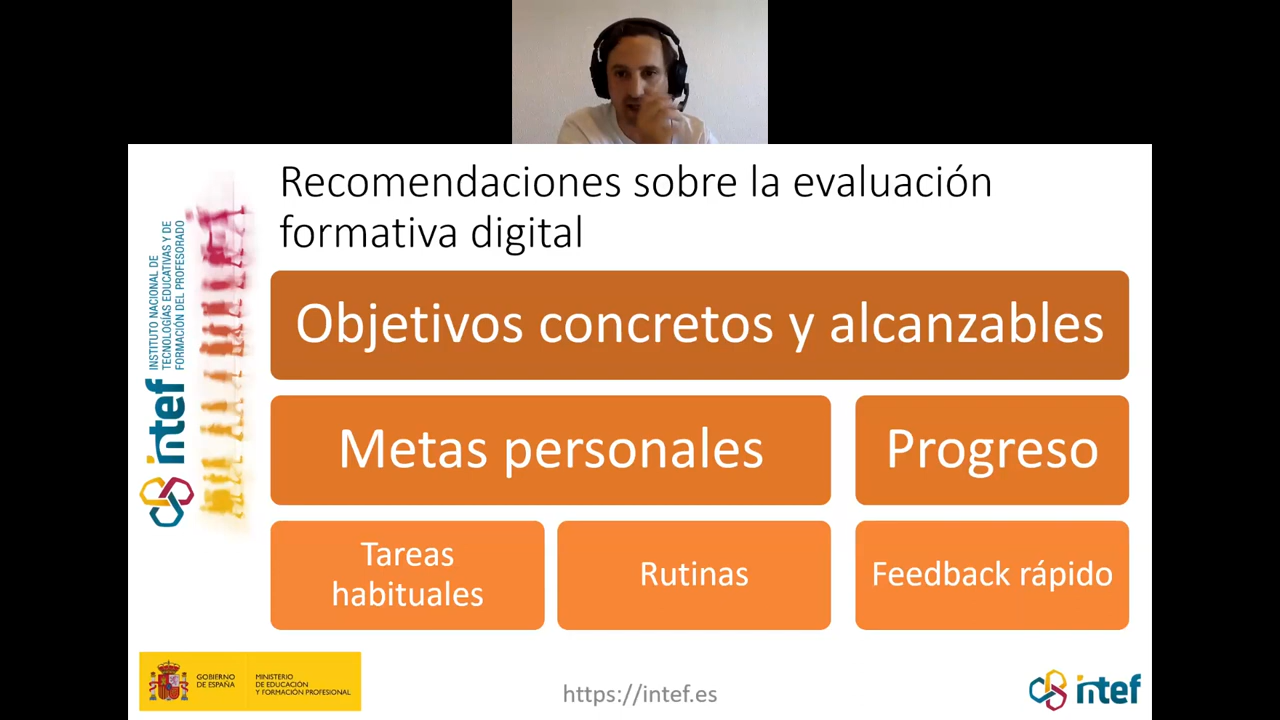 Recomendaciones sobre la evaluación
formativa digital
INSTITUTO NACIONAL DE
TECNOLOGÍAS EDUCATIVAS Y DE
FORMACIÓN DEL PROFESORADO
intef
Objetivos concretos y alcanzables
Metas personales
Progreso
Tareas
habituales
Rutinas
Feedback rápido
GOBIERNO
DE ESPAÑA
MINISTERIO
DE EDUCACIÓN
Y FORMACIÓN PROFESIONAL
https://intef.es
intef